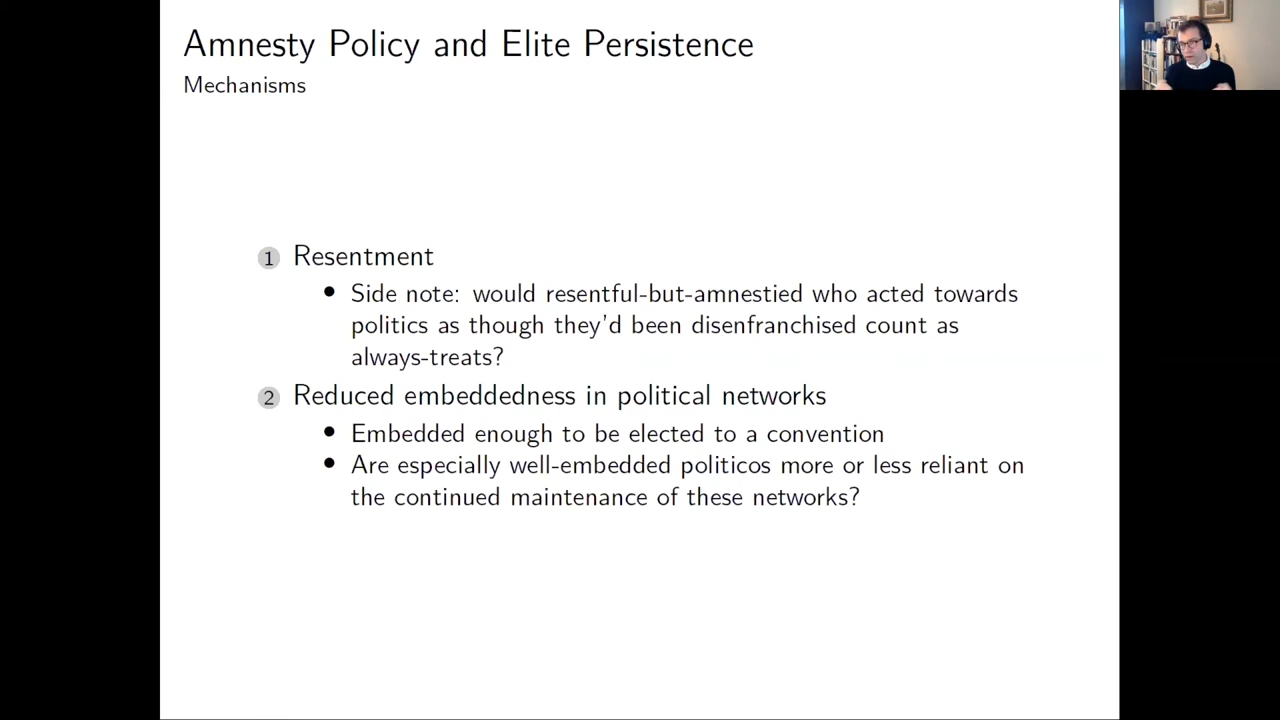 Amnesty Policy and Elite Persistence
Mechanisms
1 Resentment
• Side note: would resentful-but-amnestied who acted towards
politics as though they'd been disenfranchised count as
always-treats?
2 Reduced embeddedness in political networks
• Embedded enough to be elected to a convention
• Are especially well-embedded politicos more or less reliant on
the continued maintenance of these networks?